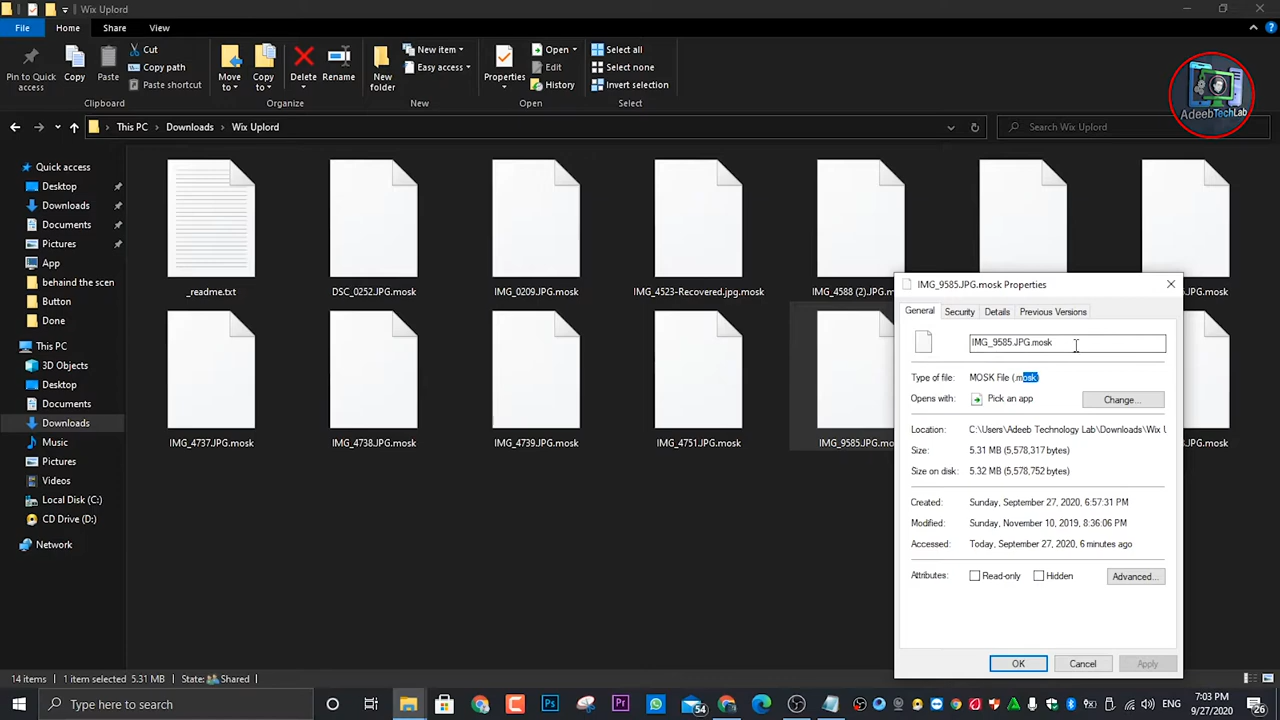 Wix Uplord
File
Home
Share
View
Pin to Quick access
Copy
Paste
Cut
Copy path
Paste shortcut
Clipboard
Move to
Copy to
Delete
Rename
Organize
New folder
New item
Easy access
New
Properties
Open
Edit
History
Open
Select all
Select none
Invert selection
Select
AdeebTechLab
This PC > Downloads > Wix Uplord
Search Wix Uplord
Quick access
Desktop
Downloads
Documents
Pictures
App
behaind the scen
Button
Done
This PC
3D Objects
Desktop
Documents
Downloads
Music
Pictures
Videos
Local Disk (C:)
CD Drive (D:)
Network
_readme.txt
DSC_0252.JPG.mosk
IMG_0209.JPG.mosk
IMG_4523-Recovered.jpg.mosk
IMG_4588 (2).JPG.mosk
JPG.mosk
IMG_4737.JPG.mosk
IMG_4738.JPG.mosk
IMG_4739.JPG.mosk
IMG_4751.JPG.mosk
IMG_9585.JPG.mo
JPG.mosk
IMG_9585.JPG.mosk Properties
General
Security
Details
Previous Versions
IMG_9585.JPG.mosk
Type of file: MOSK File (.mosk)
Opens with: Pick an app
Change...
Location: C:\Users\Adeeb Technology Lab\Downloads\Wix U
Size: 5.31 MB (5,578,317 bytes)
Size on disk: 5.32 MB (5,578,752 bytes)
Created: Sunday, September 27, 2020, 6:57:31 PM
Modified: Sunday, November 10, 2019, 8:36:06 PM
Accessed: Today, September 27, 2020, 6 minutes ago
Attributes: Read-only Hidden
Advanced...
OK
Cancel
Apply
14 items
1 item selected 5.31 MB
State: Shared
Type here to search
Ps
Pr
54
7:03 PM
9/27/2020
26